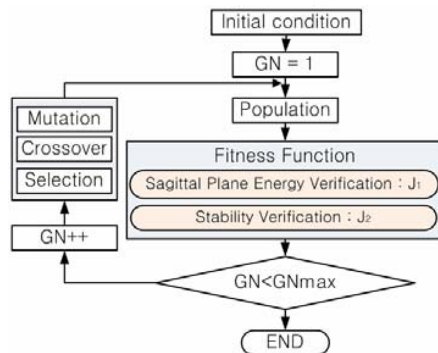 Initial condition
GN = 1
Population
Mutation
Crossover
Selection
Fitness Function
Sagittal Plane Energy Verification : J₁
Stability Verification : J₂
GN++
GN<GNmax
END